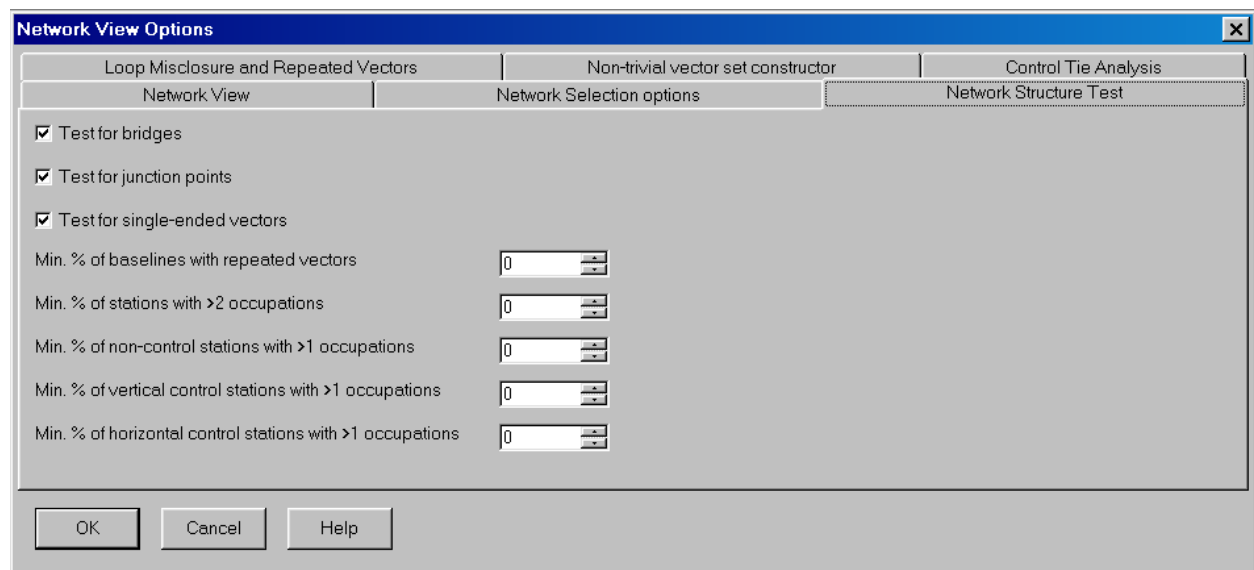 Network View Options
Loop Misclosure and Repeated Vectors
Non-trivial vector set constructor
Control Tie Analysis
Network View
Network Selection options
Network Structure Test
Test for bridges
Test for junction points
Test for single-ended vectors
Min. % of baselines with repeated vectors 0
Min. % of stations with >2 occupations 0
Min. % of non-control stations with >1 occupations 0
Min. % of vertical control stations with >1 occupations 0
Min. % of horizontal control stations with >1 occupations 0
OK Cancel Help